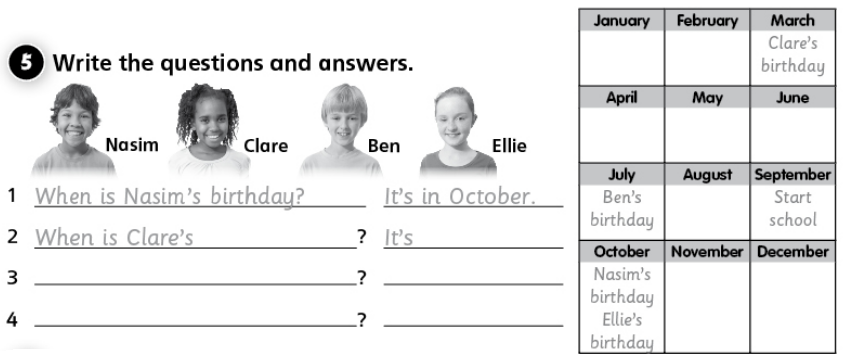 5 Write the questions and answers.
Nasim Clare Ben Ellie
1 When is Nasim's birthday? It's in October.
2 When is Clare's ? It's
3 ?
4 ?
January February March
Clare's
birthday
April May June
July August September
Ben's Start
birthday school
October November December
Nasim's
birthday
Ellie's
birthday